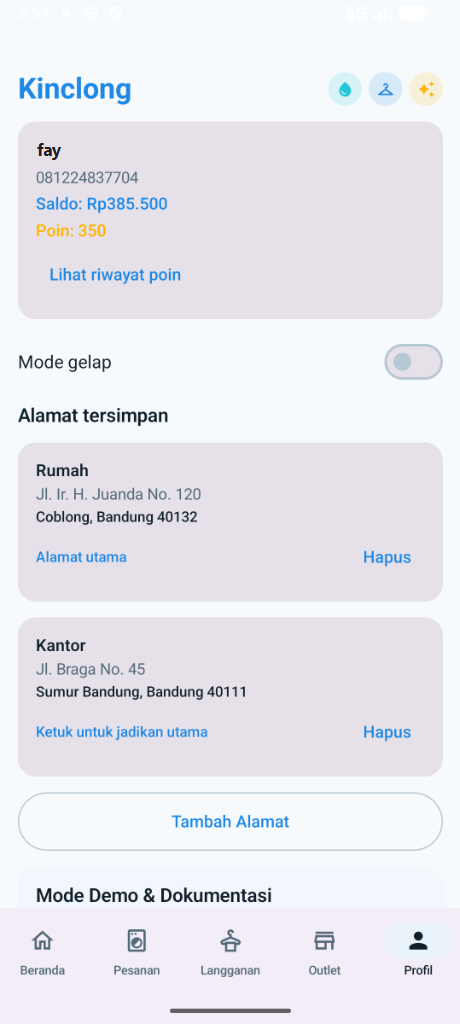 2:54
5G
Kinclong
fay
081224837704
Saldo: Rp385.500
Poin: 350
Lihat riwayat poin
Mode gelap
Alamat tersimpan
Rumah
Jl. Ir. H. Juanda No. 120
Coblong, Bandung 40132
Alamat utama
Hapus
Kantor
Jl. Braga No. 45
Sumur Bandung, Bandung 40111
Ketuk untuk jadikan utama
Hapus
Tambah Alamat
Mode Demo & Dokumentasi
Beranda
Pesanan
Langganan
Outlet
Profil